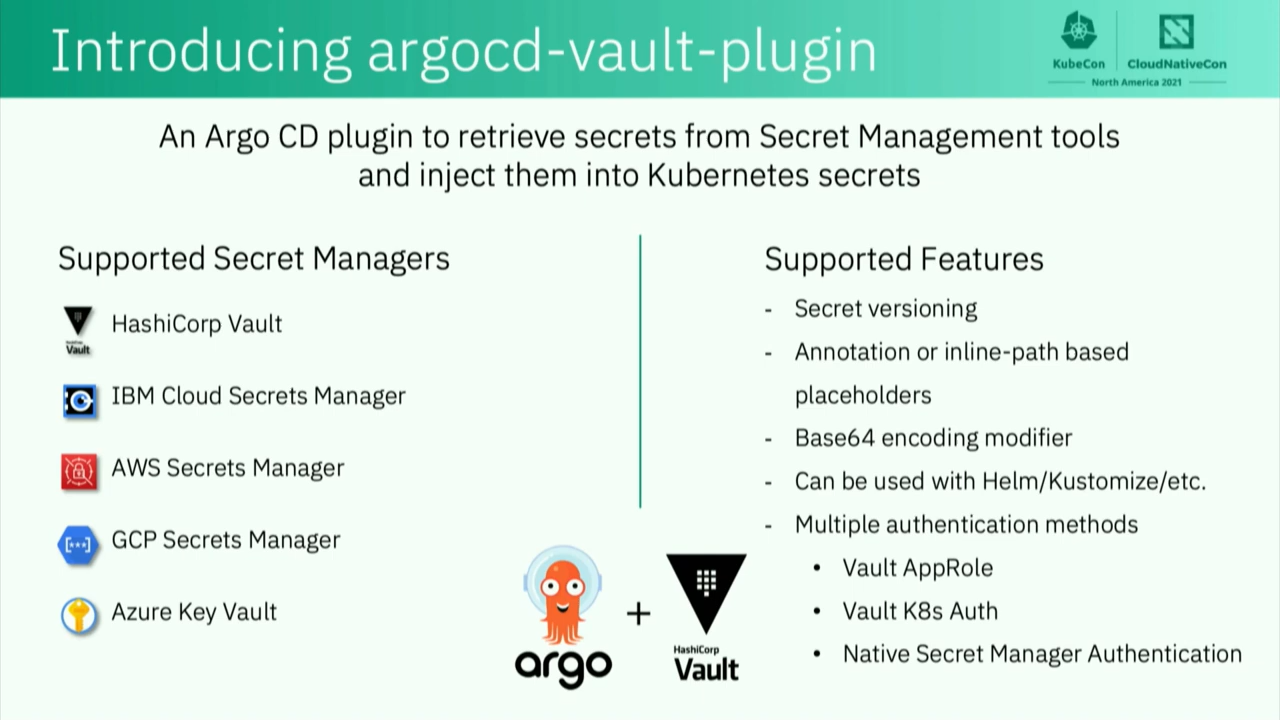 Introducing argocd-vault-plugin
KubeCon
CloudNativeCon
North America 2021
An Argo CD plugin to retrieve secrets from Secret Management tools
and inject them into Kubernetes secrets
Supported Secret Managers
Vault
HashiCorp Vault
IBM Cloud Secrets Manager
AWS Secrets Manager
GCP Secrets Manager
Azure Key Vault
Supported Features
- Secret versioning
- Annotation or inline-path based
placeholders
- Base64 encoding modifier
- Can be used with Helm/Kustomize/etc.
- Multiple authentication methods
• Vault AppRole
• Vault K8s Auth
• Native Secret Manager Authentication
argo
+
HashiCorp
Vault